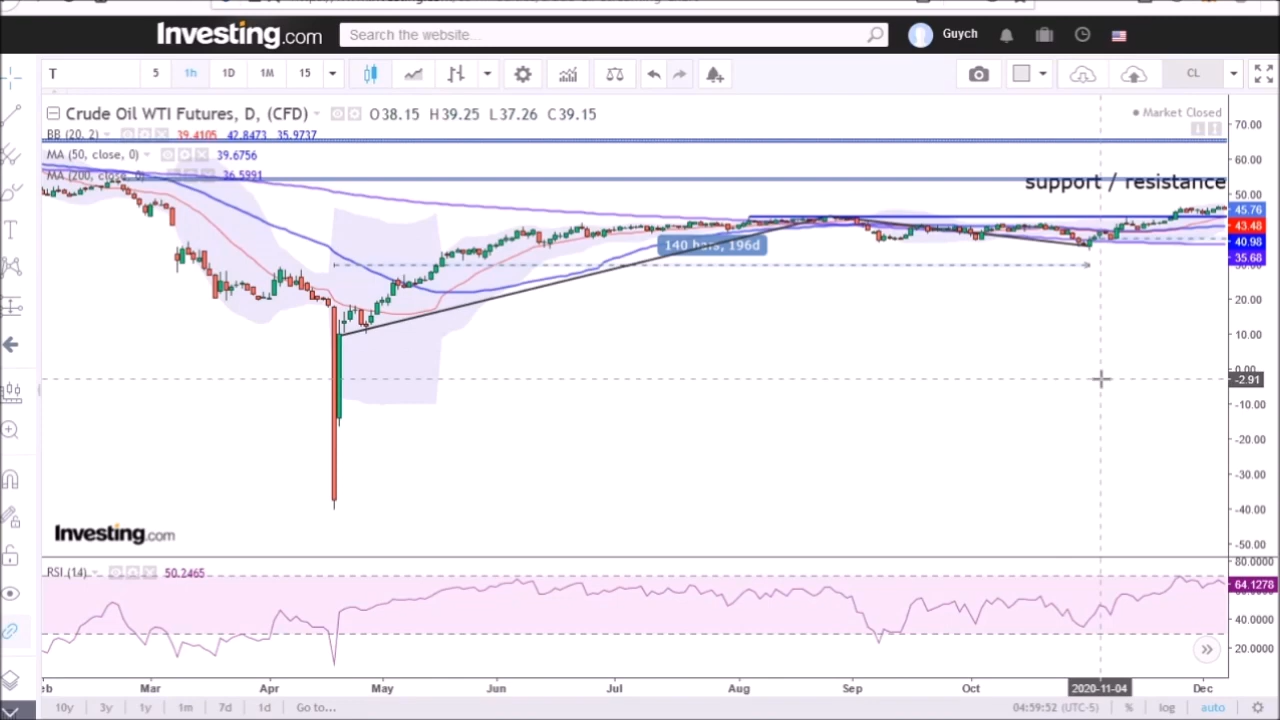 Investing.com
Search the website...
Guych
T 5 1h 1D 1M 15
CL
Crude Oil WTI Futures, D, (CFD) O38.15 H39.25 L37.26 C39.15
Market Closed
BB (20, 2) 39.4105 42.8473 35.9737
MA (50, close, 0) 39.6756
MA (200, close, 0) 36.5991
support / resistance
140 bars, 196d
70.00
60.00
50.00
45.76
43.48
40.98
35.68
20.00
10.00
0.00
-2.91
-10.00
-20.00
-30.00
-40.00
-50.00
Investing.com
RSI (14) 50.2465
80.0000
64.1278
40.0000
20.0000
Mar Apr May Jun Jul Aug Sep Oct 2020-11-04 Dec
10y 3y 1y 1m 7d 1d Go to... 04:59:52 (UTC-5) % log auto